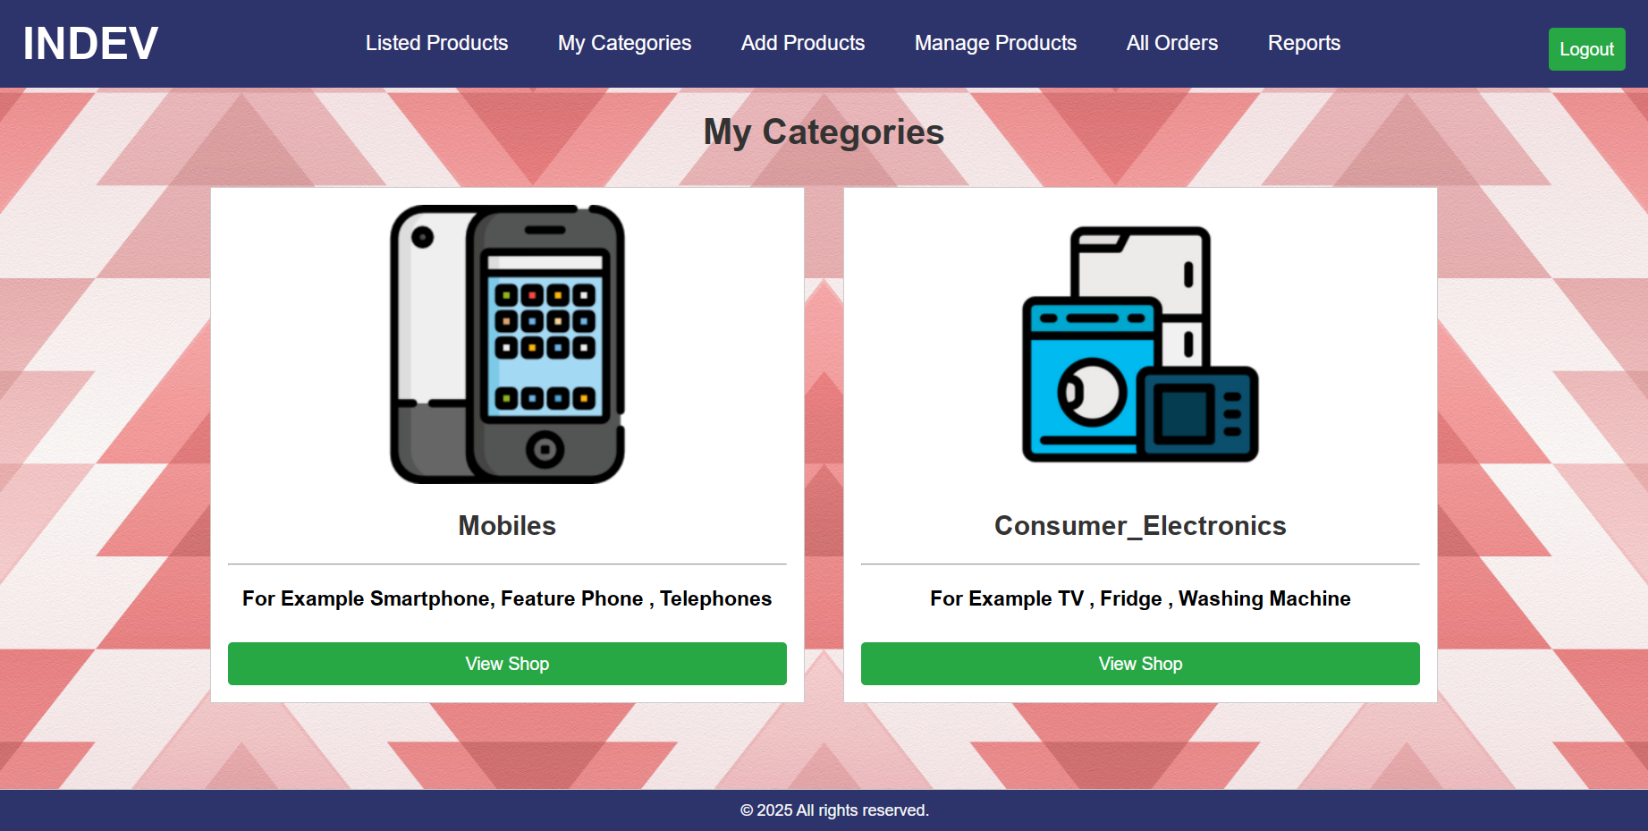 INDEV
Listed Products
My Categories
Add Products
Manage Products
All Orders
Reports
Logout
My Categories
Mobiles
For Example Smartphone, Feature Phone , Telephones
View Shop
Consumer_Electronics
For Example TV , Fridge , Washing Machine
View Shop
© 2025 All rights reserved.